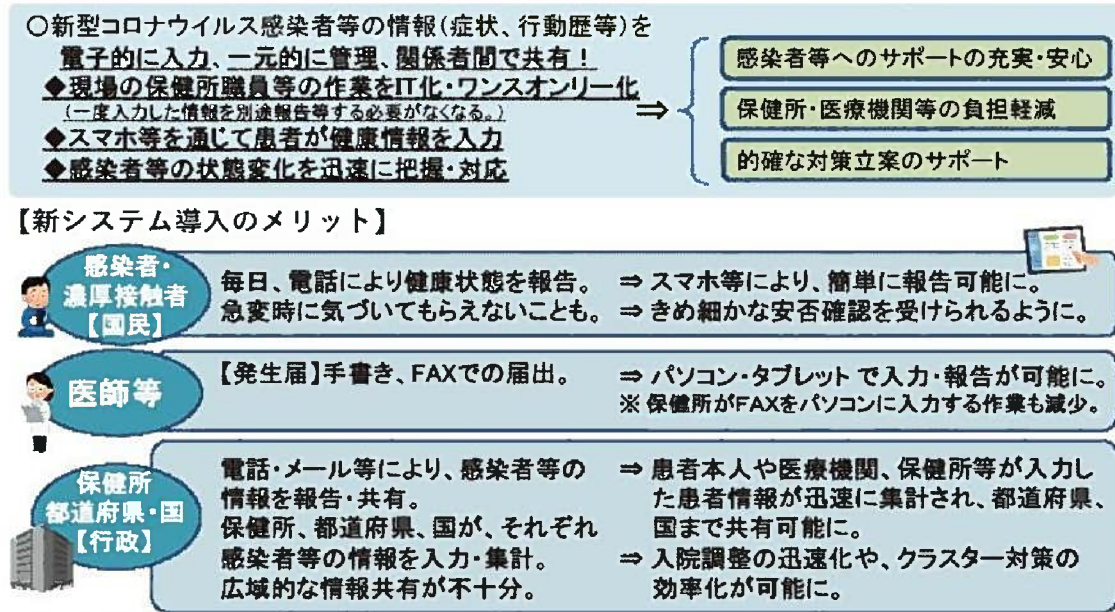 ○新型コロナウイルス感染者等の情報(症状、行動歴等)を
電子的に入力、一元的に管理、関係者間で共有！
◆現場の保健所職員等の作業をIT化・ワンスオンリー化
(一度入力した情報を別途報告等する必要がなくなる。)
◆スマホ等を通じて患者が健康情報を入力
◆感染者等の状態変化を迅速に把握・対応
⇒
感染者等へのサポートの充実・安心
保健所・医療機関等の負担軽減
的確な対策立案のサポート
【新システム導入のメリット】
感染者・
濃厚接触者
【国民】
毎日、電話により健康状態を報告。
急変時に気づいてもらえないことも。
⇒ スマホ等により、簡単に報告可能に。
⇒ きめ細かな安否確認を受けられるように。
医師等
【発生届】手書き、FAXでの届出。
⇒ パソコン・タブレット で入力・報告が可能に。
※ 保健所がFAXをパソコンに入力する作業も減少。
保健所
都道府県・国
【行政】
電話・メール等により、感染者等の
情報を報告・共有。
保健所、都道府県、国が、それぞれ
感染者等の情報を入力・集計。
広域的な情報共有が不十分。
⇒ 患者本人や医療機関、保健所等が入力し
た患者情報が迅速に集計され、都道府県、
国まで共有可能に。
⇒ 入院調整の迅速化や、クラスター対策の
効率化が可能に。